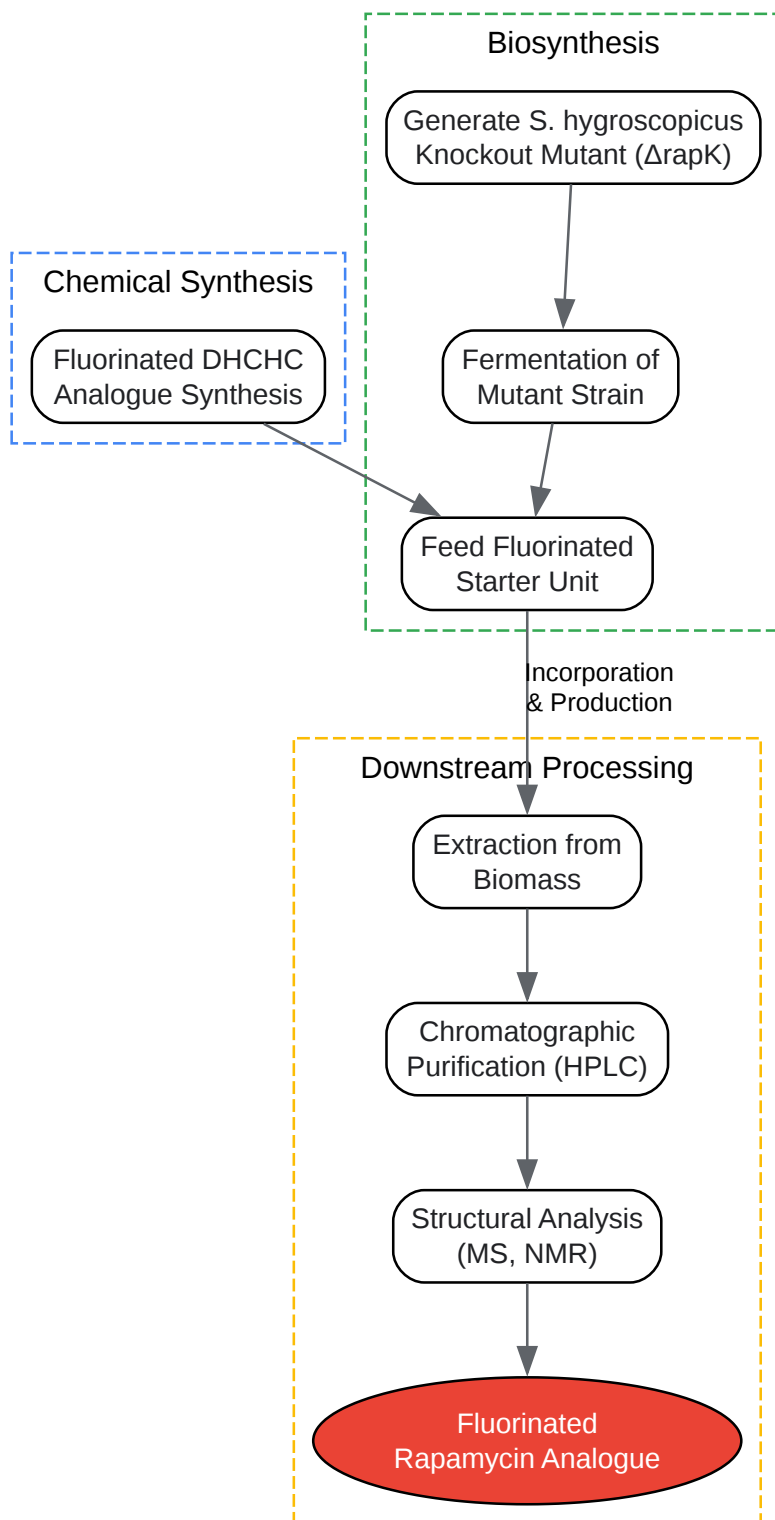 Biosynthesis
Generate S. hygroscopicus
Knockout Mutant (ΔrapK)
Chemical Synthesis
Fluorinated DHCHC
Analogue Synthesis
Fermentation of
Mutant Strain
Feed Fluorinated
Starter Unit
Incorporation
& Production
Downstream Processing
Extraction from
Biomass
Chromatographic
Purification (HPLC)
Structural Analysis
(MS, NMR)
Fluorinated
Rapamycin Analogue